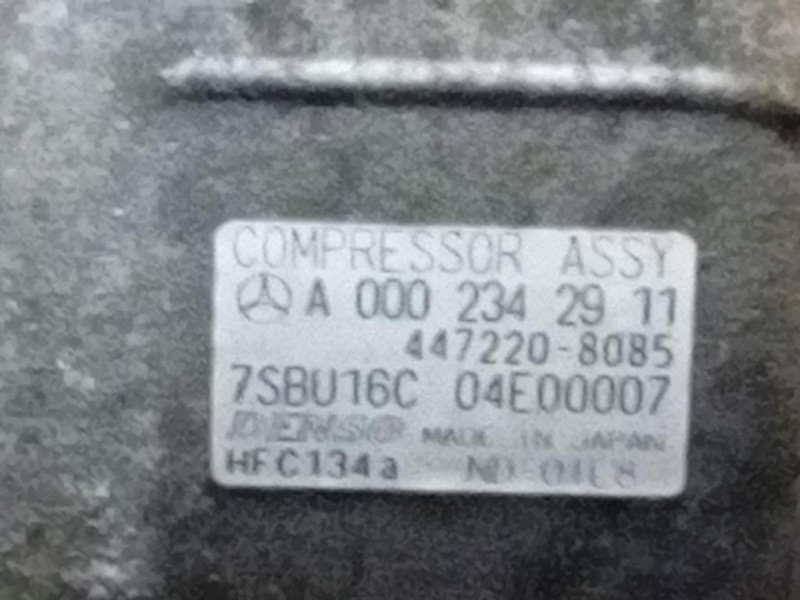 COMPRESSOR ASSY
A 000 234 29 11
447220-8085
7SBU16C 04E00007
DENSO MADE IN JAPAN
HFC134a